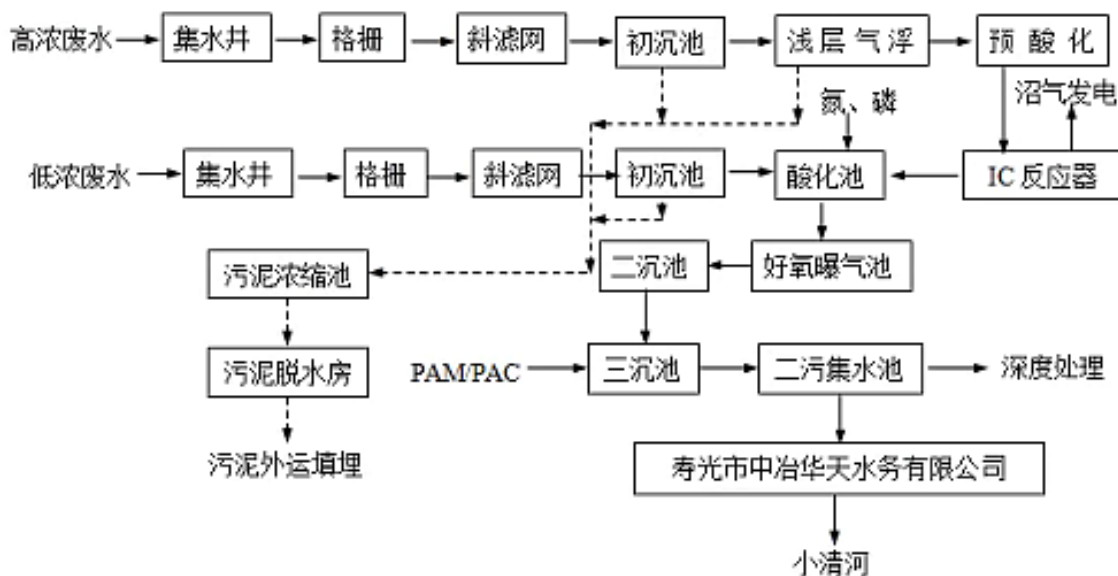 高浓废水
集水井
格栅
斜滤网
初沉池
浅层气浮
预酸化
氮、磷
沼气发电
低浓废水
集水井
格栅
斜滤网
初沉池
酸化池
IC反应器
污泥浓缩池
二沉池
好氧曝气池
污泥脱水房
PAM/PAC
三沉池
二污集水池
深度处理
污泥外运填埋
寿光市中冶华天水务有限公司
小清河